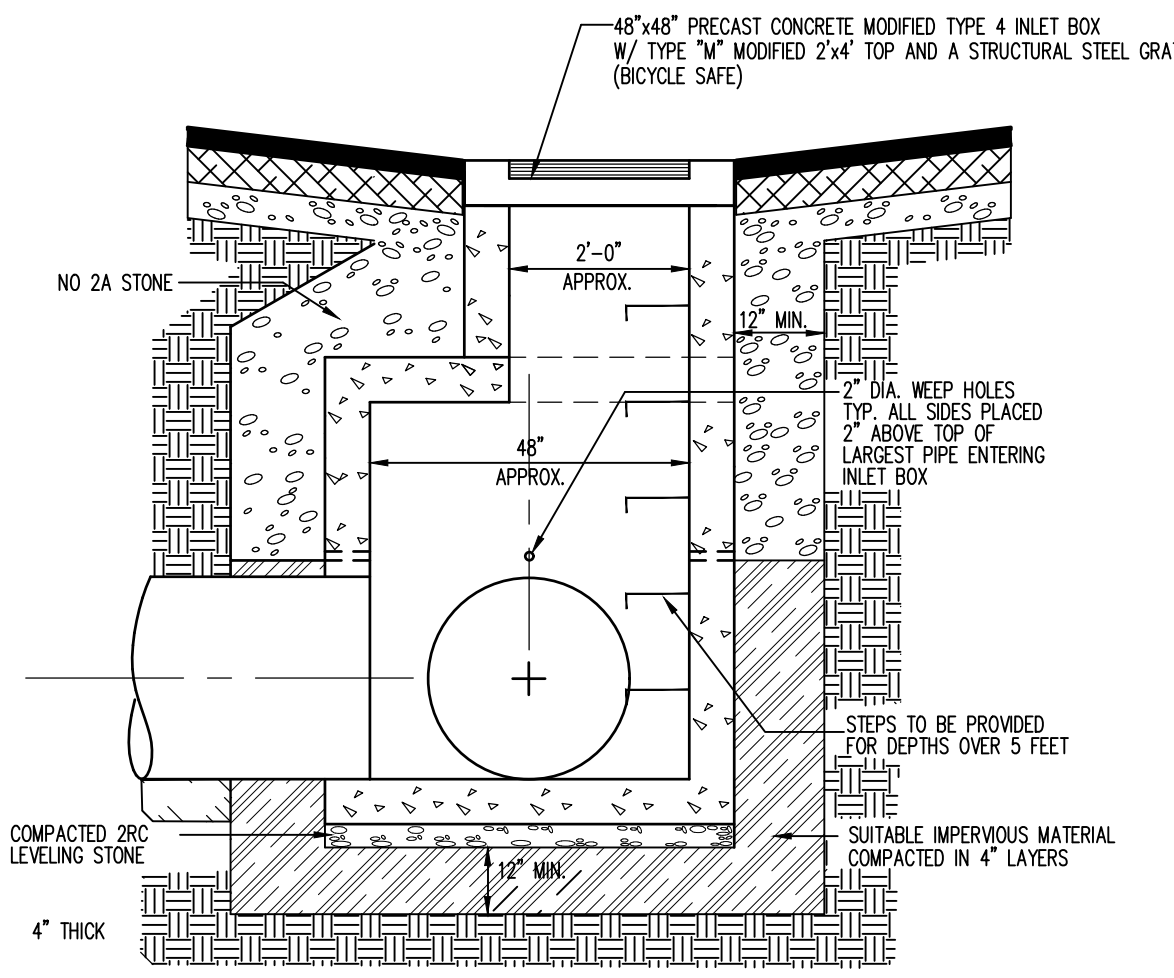 48"x48" PRECAST CONCRETE MODIFIED TYPE 4 INLET BOX
W/ TYPE "M" MODIFIED 2'x4' TOP AND A STRUCTURAL STEEL GRA
(BICYCLE SAFE)
2'-0"
APPROX.
NO 2A STONE
12" MIN.
2" DIA. WEEP HOLES
TYP. ALL SIDES PLACED
2" ABOVE TOP OF
LARGEST PIPE ENTERING
INLET BOX
48"
APPROX.
STEPS TO BE PROVIDED
FOR DEPTHS OVER 5 FEET
COMPACTED 2RC
LEVELING STONE
SUITABLE IMPERVIOUS MATERIAL
COMPACTED IN 4" LAYERS
12" MIN.
4" THICK